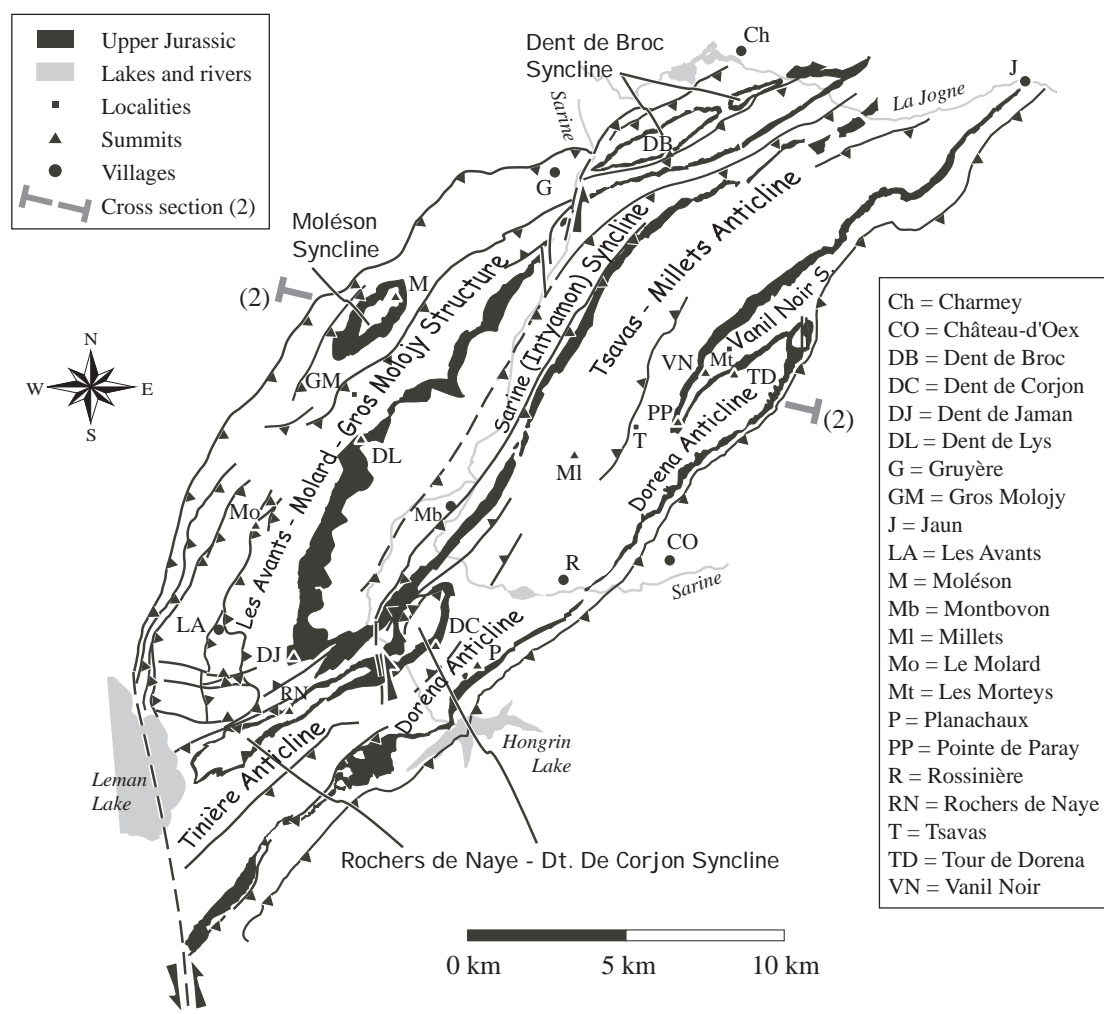 Upper Jurassic
Lakes and rivers
Localities
Summits
Villages
Cross section (2)
Dent de Broc
Syncline
Ch
J
Sarine
La Jogne
DB
G
Moléson
Syncline
M
(2)
N
W
E
S
GM
Les Avants - Molard - Gros Molojy Structure
Sarine (Intyamon) Syncline
Tsavas - Millets Anticline
Vanil Noir S.
VN
Mt
TD
PP
(2)
T
DL
Ml
Dorena Anticline
Mo
Mb
CO
R
Sarine
LA
DJ
DC
P
RN
Dorena Anticline
Tinière Anticline
Hongrin
Lake
Leman
Lake
Rochers de Naye - Dt. De Corjon Syncline
0 km
5 km
10 km
Ch = Charmey
CO = Château-d'Oex
DB = Dent de Broc
DC = Dent de Corjon
DJ = Dent de Jaman
DL = Dent de Lys
G = Gruyère
GM = Gros Molojy
J = Jaun
LA = Les Avants
M = Moléson
Mb = Montbovon
Ml = Millets
Mo = Le Molard
Mt = Les Morteys
P = Planachaux
PP = Pointe de Paray
R = Rossinière
RN = Rochers de Naye
T = Tsavas
TD = Tour de Dorena
VN = Vanil Noir